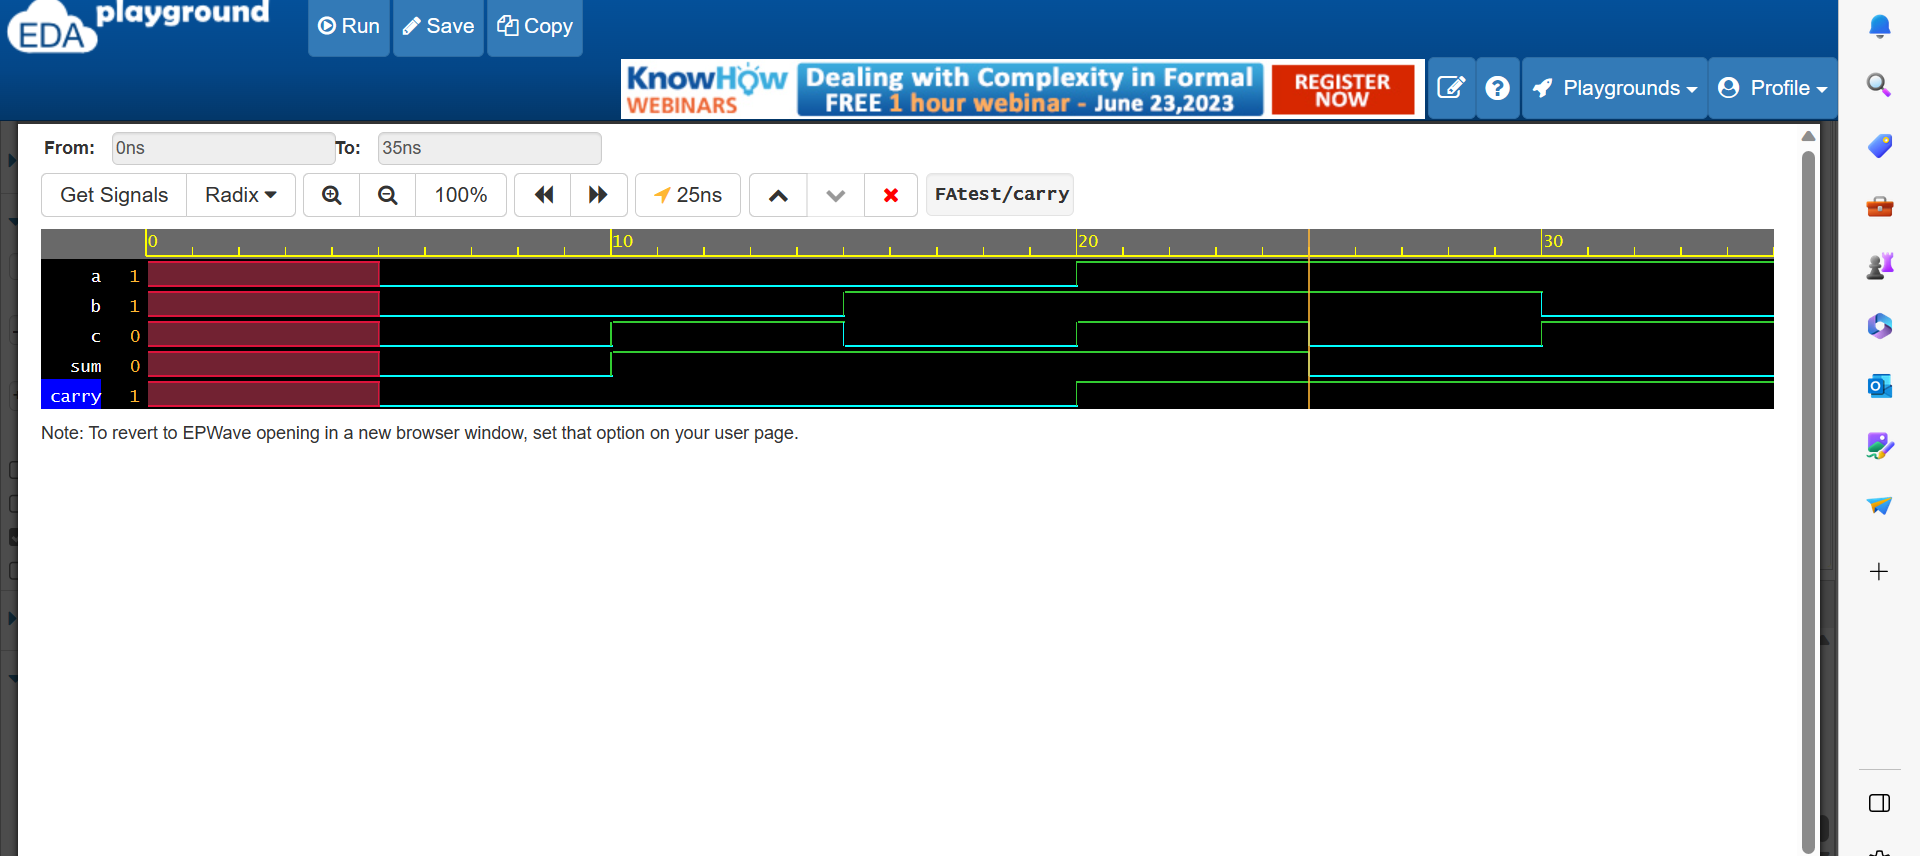 EDA playground
Run
Save
Copy
KnowHow
WEBINARS
Dealing with Complexity in Formal
FREE 1 hour webinar - June 23,2023
REGISTER
NOW
Playgrounds
Profile
From:
0ns
To:
35ns
Get Signals
Radix
100%
25ns
FAtest/carry
0
10
20
30
a 1
b 1
c 0
sum 0
carry 1
Note: To revert to EPWave opening in a new browser window, set that option on your user page.